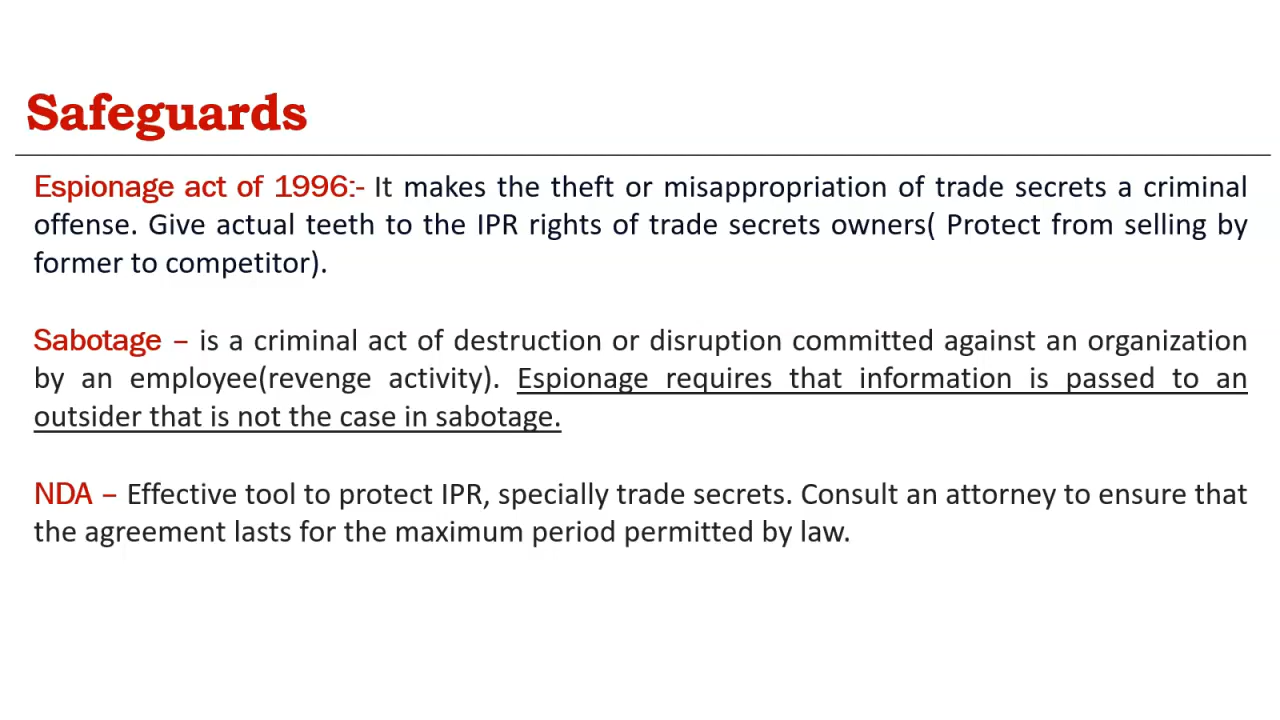 Safeguards
Espionage act of 1996:- It makes the theft or misappropriation of trade secrets a criminal
offense. Give actual teeth to the IPR rights of trade secrets owners( Protect from selling by
former to competitor).
Sabotage – is a criminal act of destruction or disruption committed against an organization
by an employee(revenge activity). Espionage requires that information is passed to an
outsider that is not the case in sabotage.
NDA – Effective tool to protect IPR, specially trade secrets. Consult an attorney to ensure that
the agreement lasts for the maximum period permitted by law.